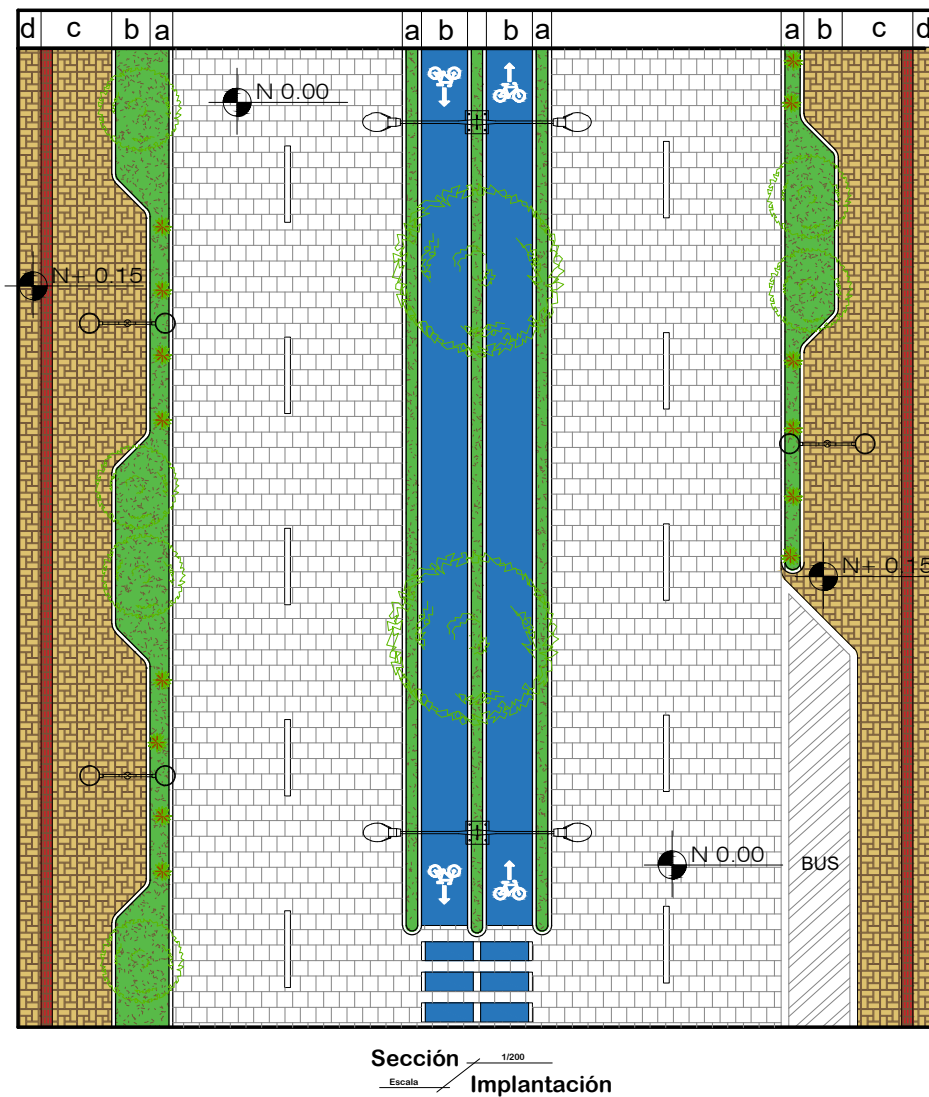 d c b a a b b a a b c d
N 0.00
N+ 0.15
N+ 0.15
N 0.00
BUS
Sección 1/200
Escala Implantación